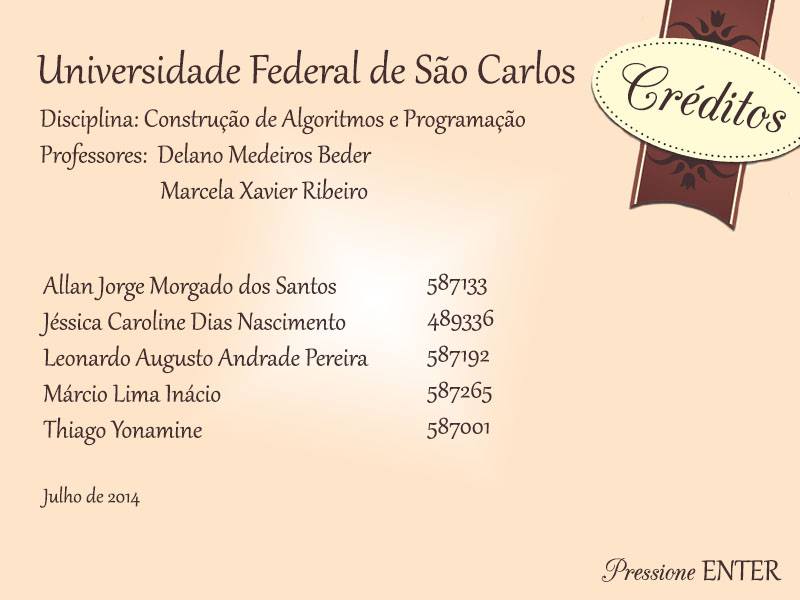 Universidade Federal de São Carlos
Créditos
Disciplina: Construção de Algoritmos e Programação
Professores: Delano Medeiros Beder
Marcela Xavier Ribeiro
Allan Jorge Morgado dos Santos 587133
Jéssica Caroline Dias Nascimento 489336
Leonardo Augusto Andrade Pereira 587192
Márcio Lima Inácio 587265
Thiago Yonamine 587001
Julho de 2014
Pressione ENTER